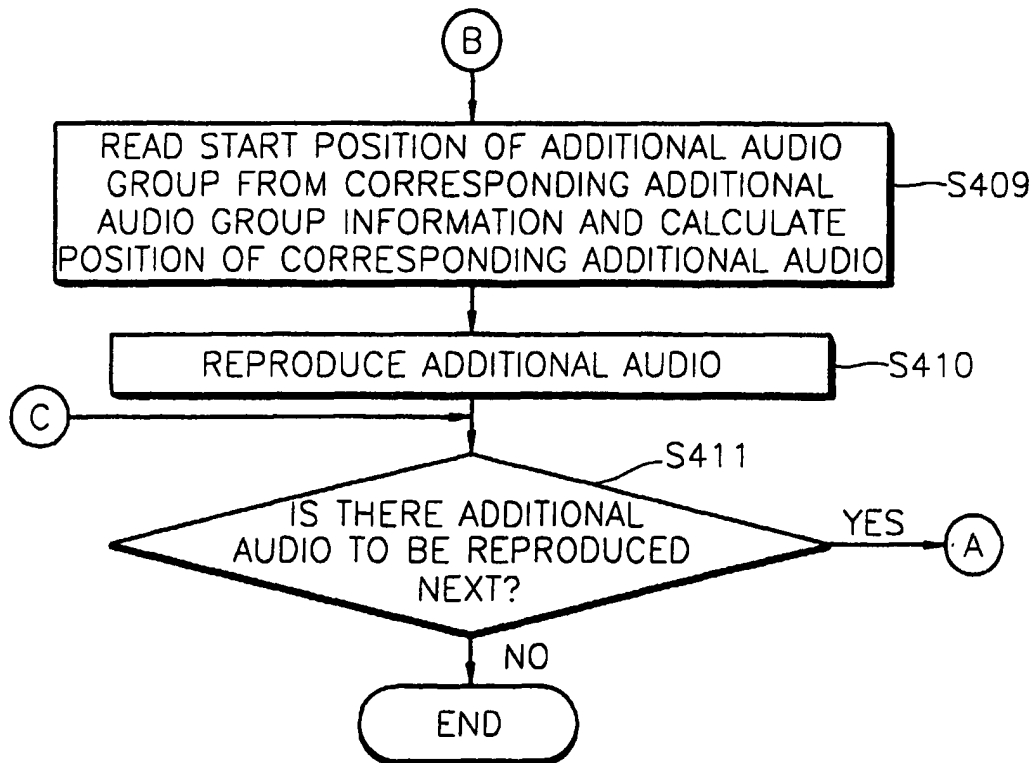 B
READ START POSITION OF ADDITIONAL AUDIO
GROUP FROM CORRESPONDING ADDITIONAL
AUDIO GROUP INFORMATION AND CALCULATE
POSITION OF CORRESPONDING ADDITIONAL AUDIO
S409
REPRODUCE ADDITIONAL AUDIO
S410
C
S411
IS THERE ADDITIONAL
AUDIO TO BE REPRODUCED
NEXT?
YES
A
NO
END